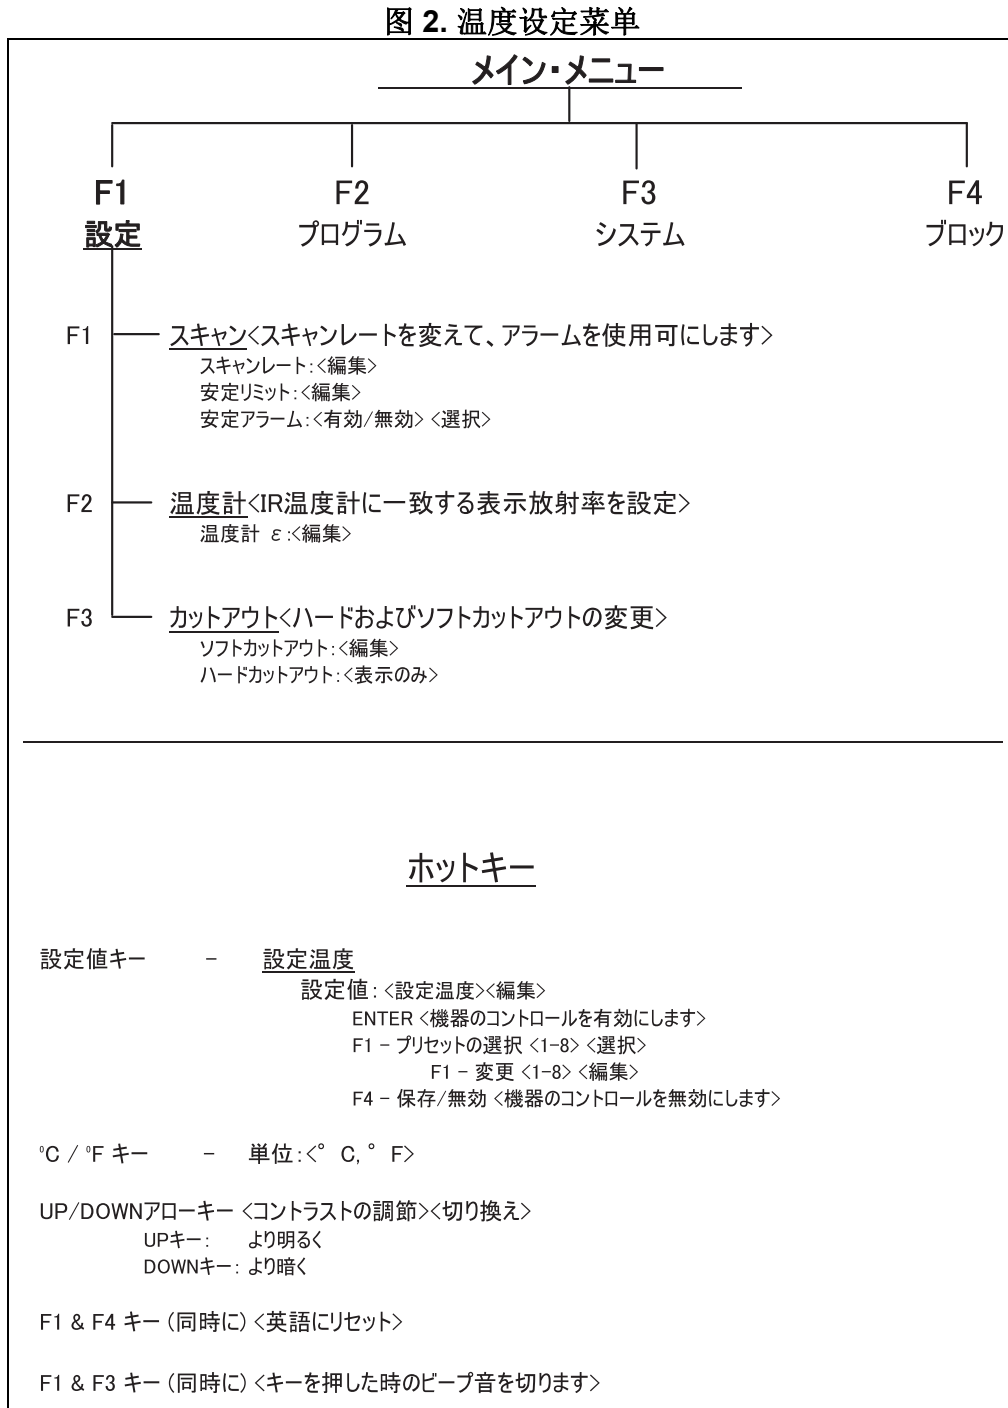 图 2. 温度设定菜单
メイン・メニュー
F1 F2 F3 F4
設定 プログラム システム ブロック
F1 スキャン<スキャンレートを変えて、アラームを使用可にします>
スキャンレート:<編集>
安定リミット:<編集>
安定アラーム:<有効/無効> <選択>
F2 温度計<IR温度計に一致する表示放射率を設定>
温度計 ε:<編集>
F3 カットアウト<ハードおよびソフトカットアウトの変更>
ソフトカットアウト:<編集>
ハードカットアウト:<表示のみ>
ホットキー
設定値キー - 設定温度
設定値: <設定温度><編集>
ENTER <機器のコントロールを有効にします>
F1 - プリセットの選択 <1-8> <選択>
F1 - 変更 <1-8> <編集>
F4 - 保存/無効 <機器のコントロールを無効にします>
°C / °F キー - 単位:<° C, ° F>
UP/DOWNアローキー <コントラストの調節><切り換え>
UPキー: より明るく
DOWNキー: より暗く
F1 & F4 キー (同時に) <英語にリセット>
F1 & F3 キー (同時に) <キーを押した時のビープ音を切ります>